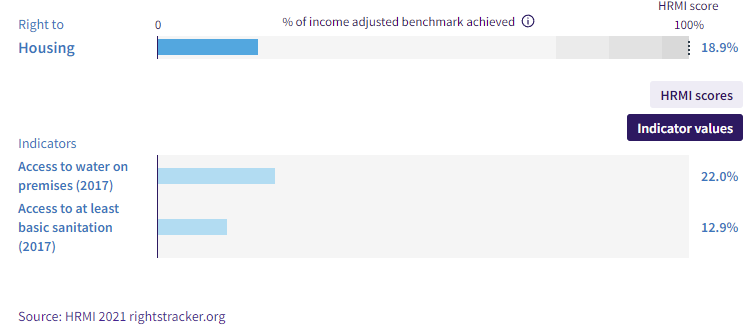 HRMI score
Right to
0
% of income adjusted benchmark achieved
100%
Housing
18.9%
HRMI scores
Indicator values
Indicators
Access to water on
premises (2017)
22.0%
Access to at least
basic sanitation
(2017)
12.9%
Source: HRMI 2021 rightstracker.org